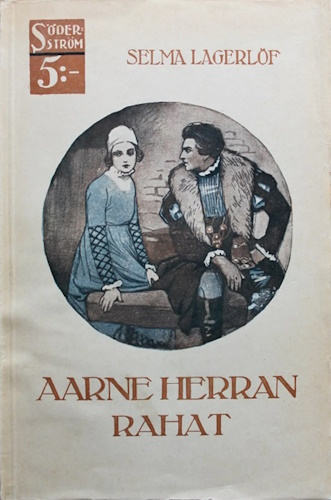 SÖDER-
STRÖM
5:-
SELMA LAGERLÖF
AARNE HERRAN
RAHAT